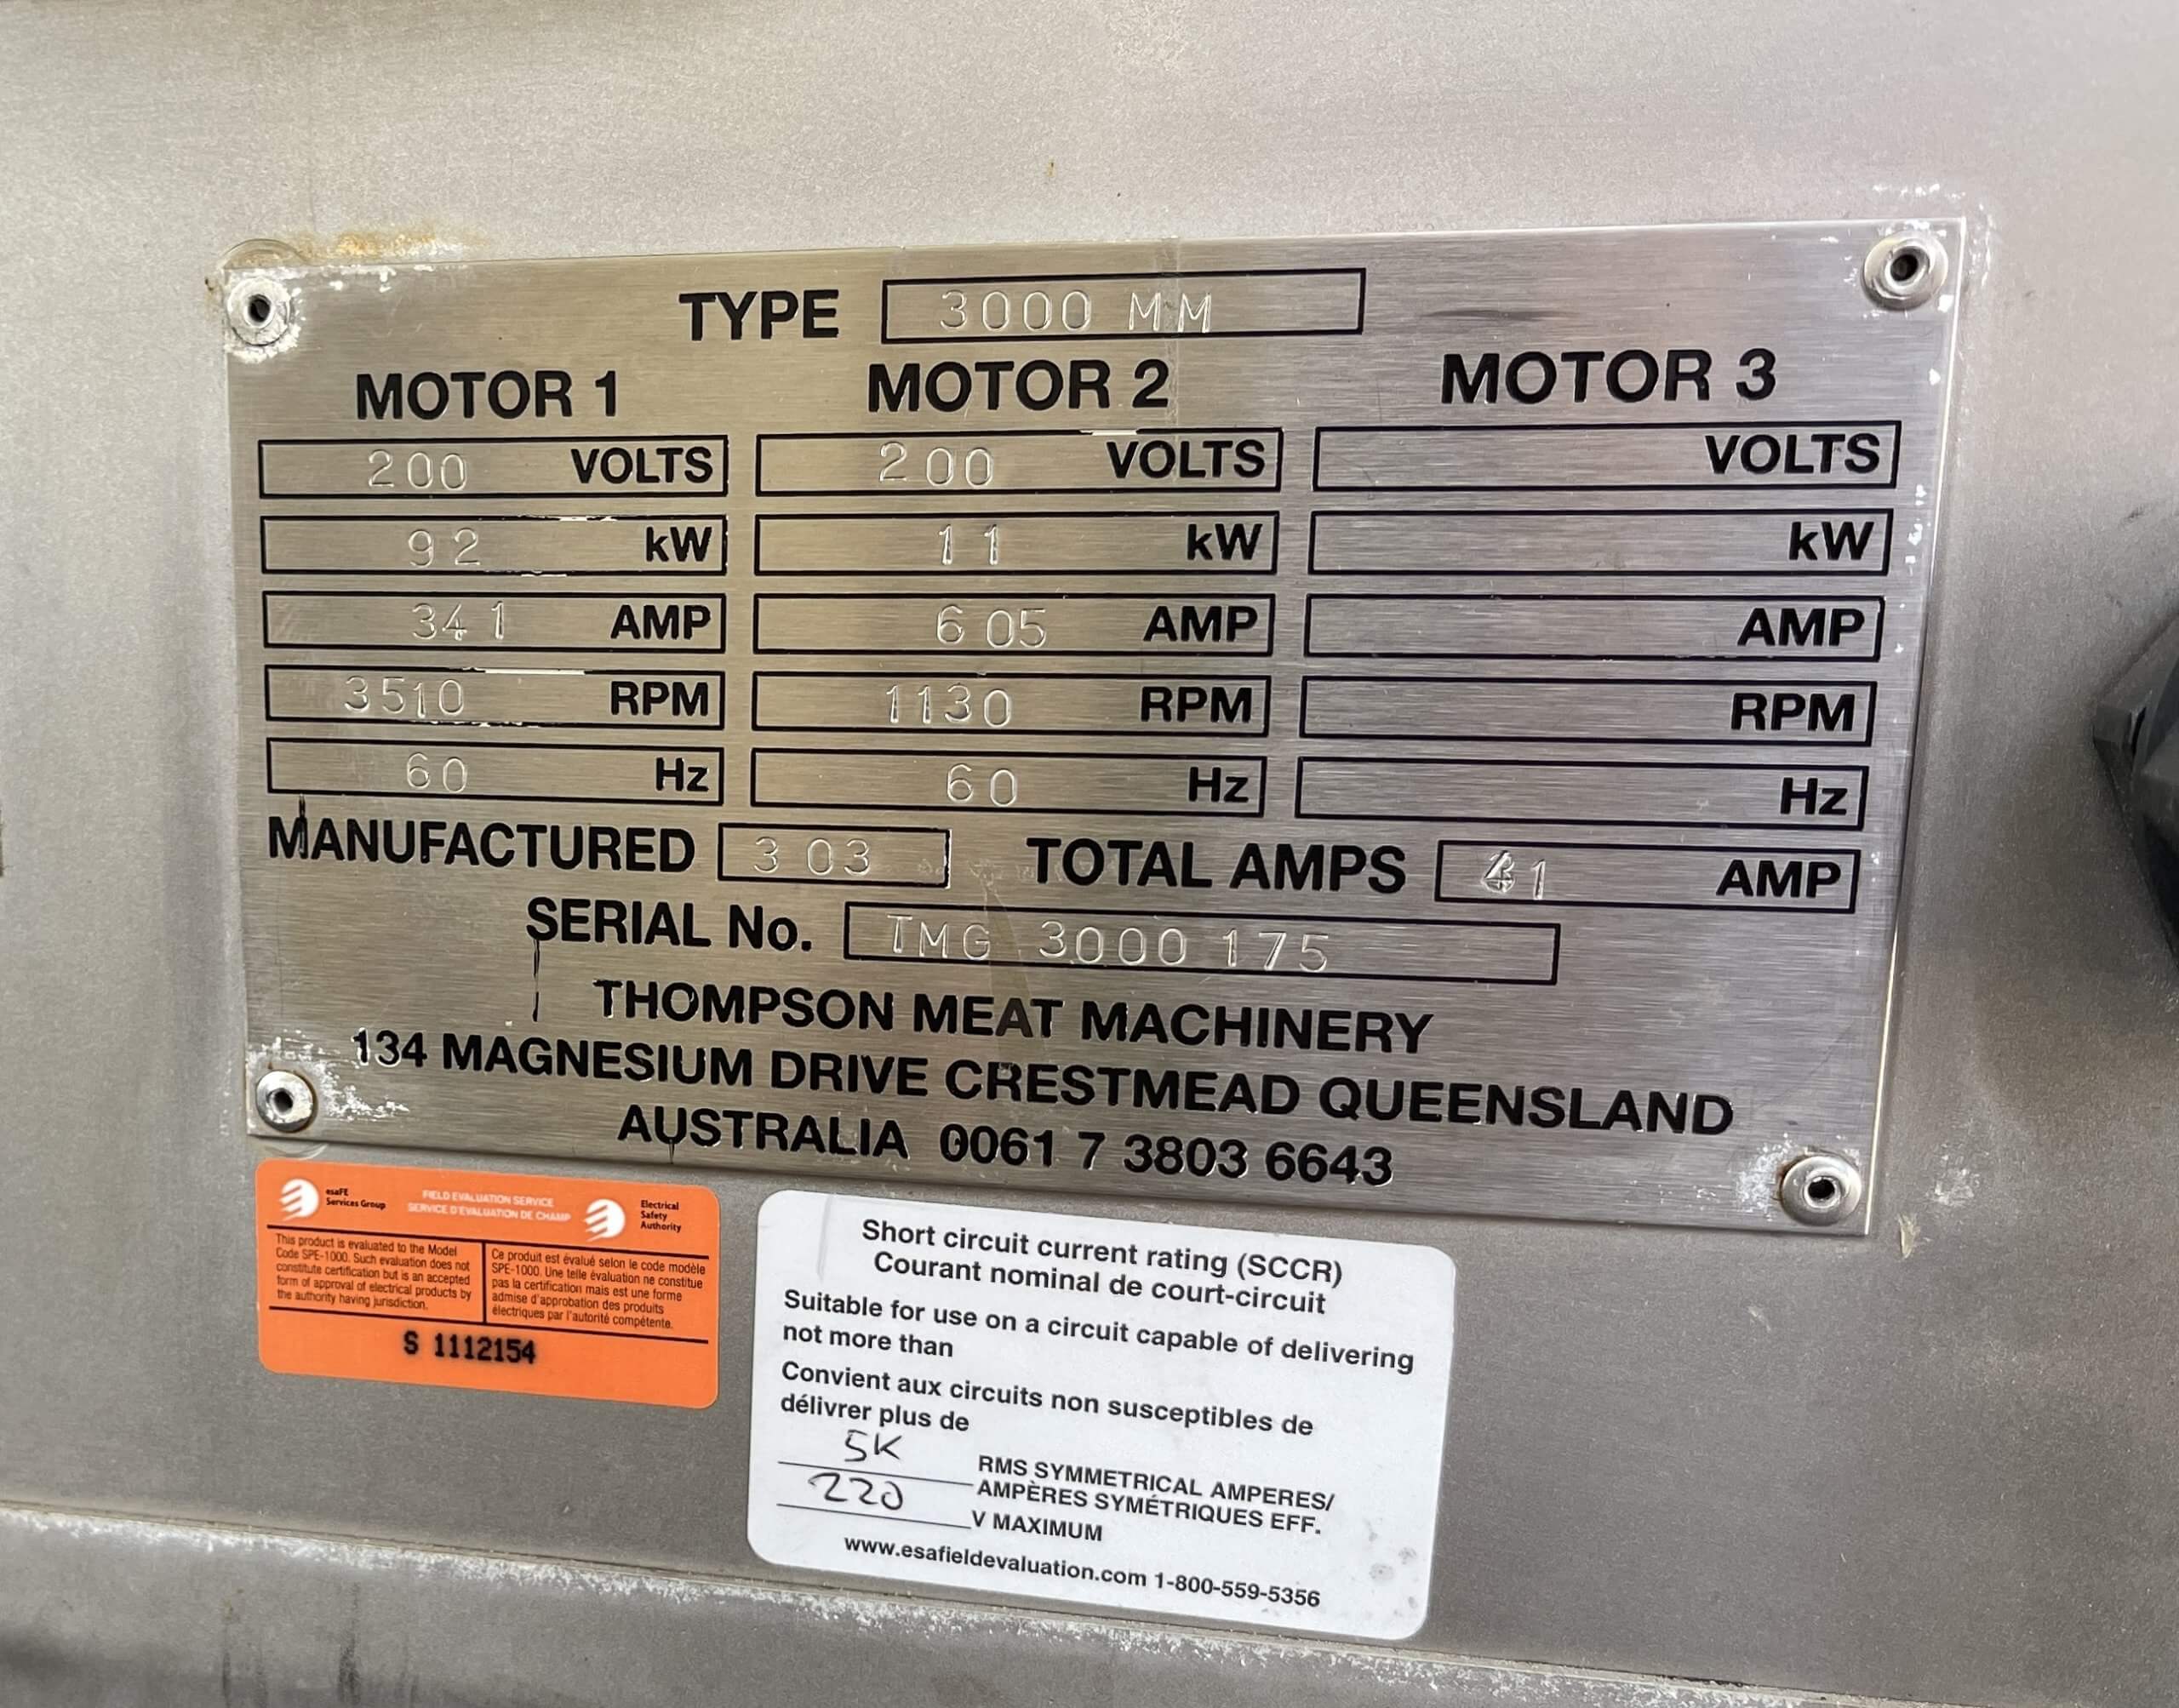 TYPE 3000 MM
MOTOR 1 MOTOR 2 MOTOR 3
200 VOLTS 200 VOLTS VOLTS
92 kW 11 kW kW
34 1 AMP 6 05 AMP AMP
3510 RPM 1130 RPM RPM
60 Hz 60 Hz Hz
MANUFACTURED 3 03 TOTAL AMPS 41 AMP
SERIAL No. TMG 3000 175
THOMPSON MEAT MACHINERY
134 MAGNESIUM DRIVE CRESTMEAD QUEENSLAND
AUSTRALIA 0061 7 3803 6643
esaFE
Services Group
FIELD EVALUATION SERVICE
SERVICE D'EVALUATION DE CHAMP
Electrical
Safety
Authority
This product is evaluated to the Model
Code SPE-1000. Such evaluation does not
constitute certification but is an accepted
form of approval of electrical products by
the authority having jurisdiction.
Ce produit est évalué selon le code modèle
SPE-1000. Une telle évaluation ne constitue
pas la certification mais est une forme
admise d'approbation des produits
électriques par l'autorité compétente.
S 1112154
Short circuit current rating (SCCR)
Courant nominal de court-circuit
Suitable for use on a circuit capable of delivering
not more than
Convient aux circuits non susceptibles de
délivrer plus de
5K RMS SYMMETRICAL AMPERES/
AMPÈRES SYMÉTRIQUES EFF.
220 V MAXIMUM
www.esafieldevaluation.com 1-800-559-5356